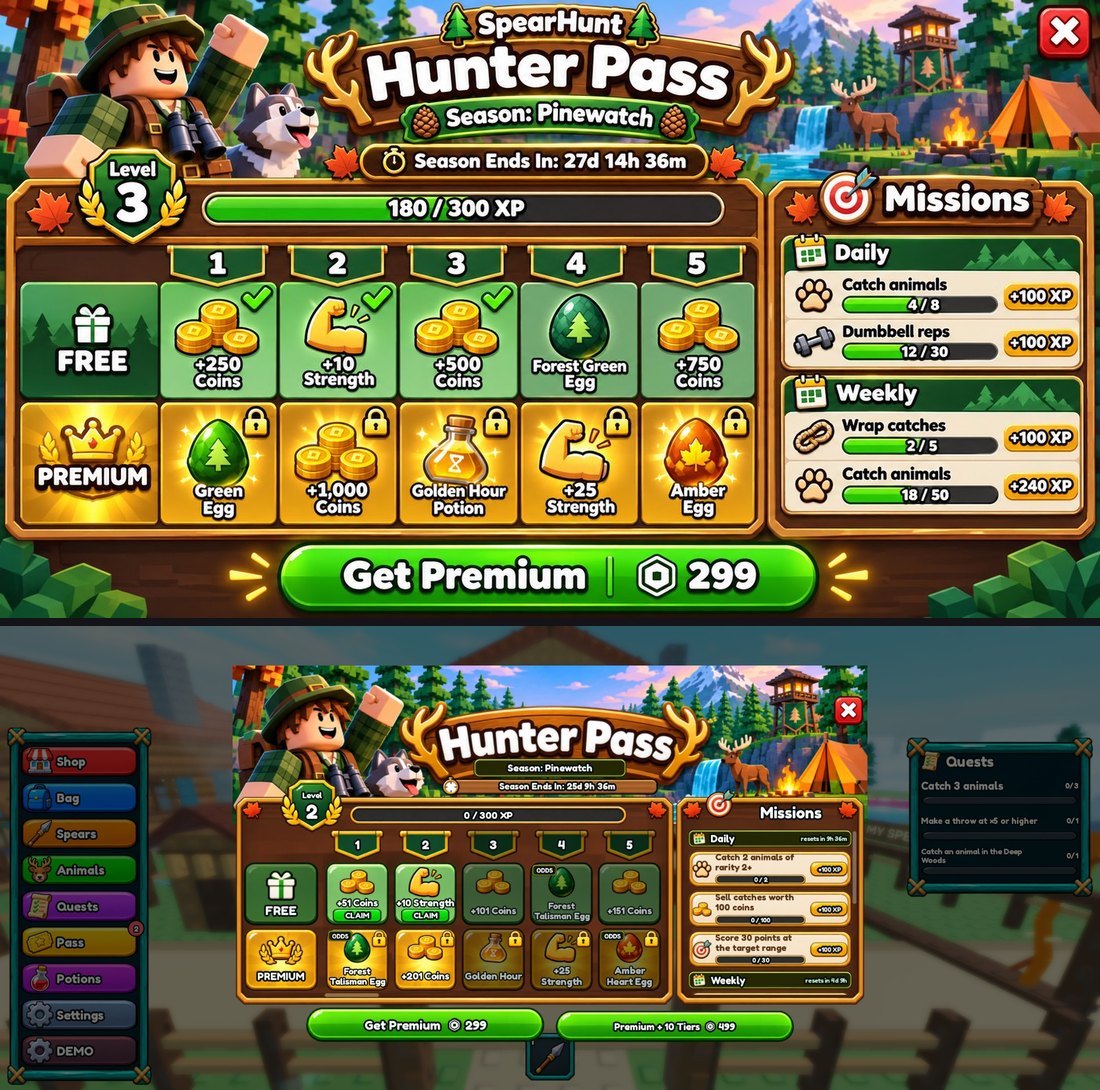 SpearHunt
Hunter Pass
Season: Pinewatch
Season Ends In: 27d 14h 36m
Level
3
180 / 300 XP
Missions
1
2
3
4
5
FREE
+250
Coins
+10
Strength
+500
Coins
Forest Green
Egg
+750
Coins
PREMIUM
Green
Egg
+1,000
Coins
Golden Hour
Potion
+25
Strength
Amber
Egg
Daily
Catch animals
4 / 8
+100 XP
Dumbbell reps
12 / 30
+100 XP
Weekly
Wrap catches
2 / 5
+100 XP
Catch animals
18 / 50
+240 XP
Get Premium
299
Shop
Bag
Spears
Animals
Quests
Pass
2
Potions
Settings
DEMO
Hunter Pass
Season: Pinewatch
Season Ends In: 25d 9h 36m
Level
2
0 / 300 XP
1
2
3
4
5
FREE
+51 Coins
CLAIM
+10 Strength
CLAIM
+101 Coins
ODDS
Forest
Talisman Egg
+151 Coins
PREMIUM
ODDS
Forest
Talisman Egg
+201 Coins
Golden Hour
+25
Strength
ODDS
Amber
Heart Egg
Missions
Daily
resets in 9h 36m
Catch 2 animals of
rarity 2+
0 / 2
+100 XP
Sell catches worth
100 coins
0 / 100
+100 XP
Score 30 points at
the target range
0 / 30
+100 XP
Weekly
resets in 4d 9h
Get Premium 299
Premium + 10 Tiers 499
Quests
Catch 3 animals
0/3
Make a throw at x5 or higher
0/1
Catch an animal in the Deep
Woods
0/1
MY SPE